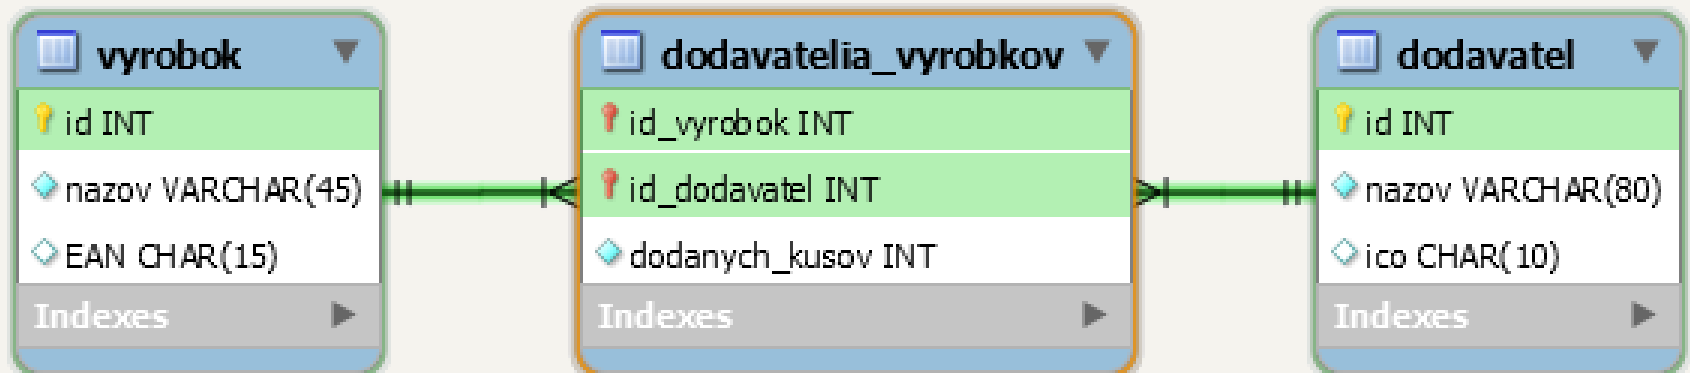 vyrobok
id INT
nazov VARCHAR(45)
EAN CHAR(15)
Indexes
dodavatelia_vyrobkov
id_vyrobok INT
id_dodavatel INT
dodanych_kusov INT
Indexes
dodavatel
id INT
nazov VARCHAR(80)
ico CHAR(10)
Indexes